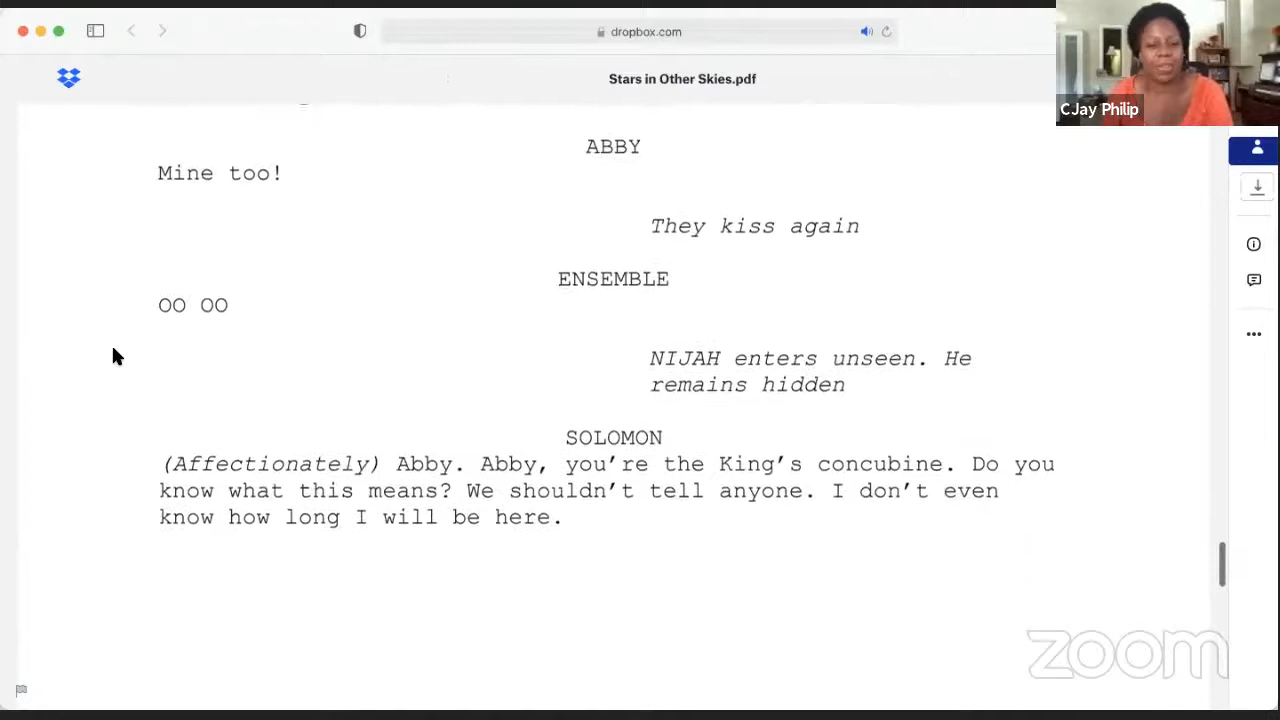 dropbox.com
Stars in Other Skies.pdf
CJay Philip
ABBY
Mine too!
They kiss again
ENSEMBLE
OO OO
NIJAH enters unseen. He
remains hidden
SOLOMON
(Affectionately) Abby. Abby, you're the King's concubine. Do you
know what this means? We shouldn't tell anyone. I don't even
know how long I will be here.
zoom